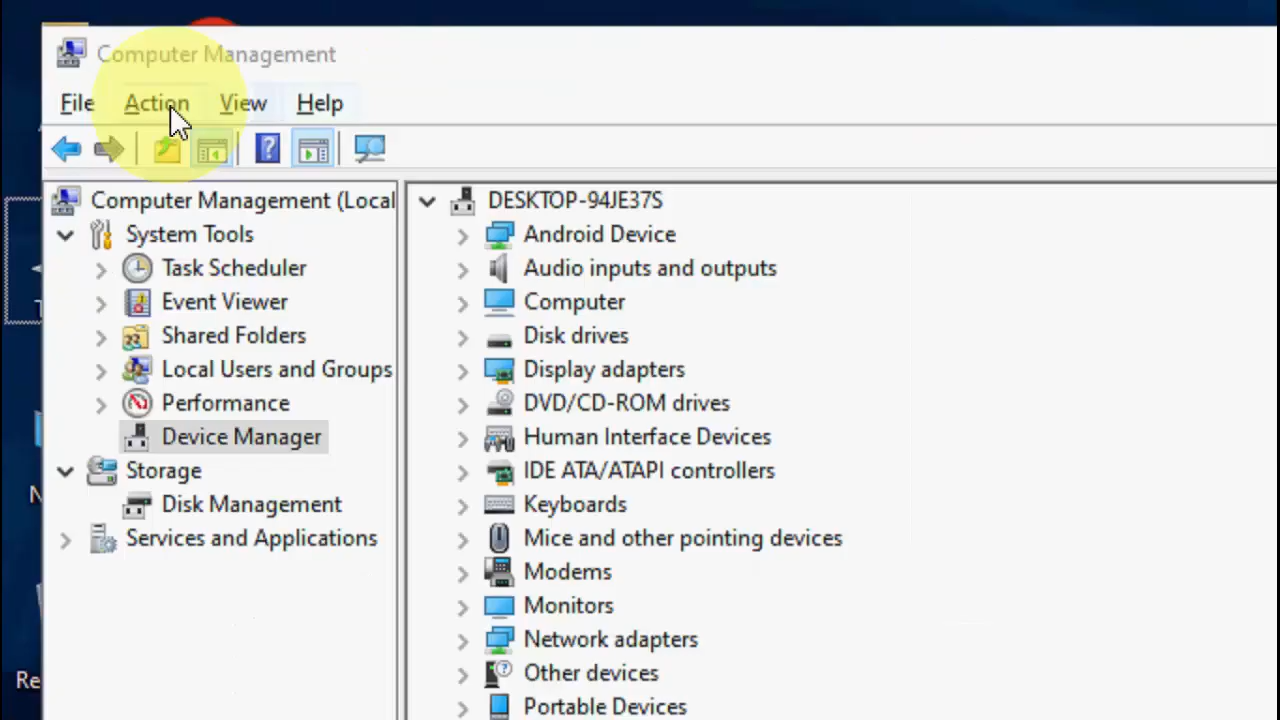 Computer Management
File Action View Help
Computer Management (Local
System Tools
Task Scheduler
Event Viewer
Shared Folders
Local Users and Groups
Performance
Device Manager
Storage
Disk Management
Services and Applications
DESKTOP-94JE37S
Android Device
Audio inputs and outputs
Computer
Disk drives
Display adapters
DVD/CD-ROM drives
Human Interface Devices
IDE ATA/ATAPI controllers
Keyboards
Mice and other pointing devices
Modems
Monitors
Network adapters
Other devices
Portable Devices
Re